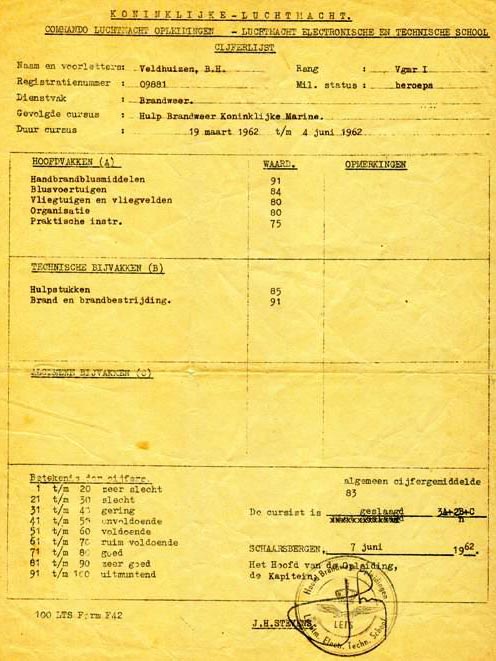 KONINKLIJKE-LUCHTMACHT.
COMMANDO LUCHTMACHT OPLEIDINGEN - LUCHTMACHT ELECTRONISCHE EN TECHNISCHE SCHOOL
CIJFERLIJST
Naam en voorletters: Veldhuizen, B.H. Rang : Vgmr I
Registratienummer : 09881 Mil. status : beroeps
Dienstvak : Brandweer.
Gevolgde cursus : Hulp Brandweer Koninklijke Marine.
Duur cursus : 19 maart 1962 t/m 4 juni 1962
HOOFDVAKKEN (A) WAARD. OPMERKINGEN
Handbrandblusmiddelen 91
Blusvoertuigen 84
Vliegtuigen en vliegvelden 80
Organisatie 80
Praktische instr. 75
TECHNISCHE BIJVAKKEN (B)
Hulpstukken 85
Brand en brandbestrijding. 91
ALGEMENE BIJVAKKEN (C)
Betekenis der cijfers
1 t/m 20 zeer slecht
21 t/m 30 slecht
31 t/m 40 gering
41 t/m 50 onvoldoende
51 t/m 60 voldoende
61 t/m 70 ruim voldoende
71 t/m 80 goed
81 t/m 90 zeer goed
91 t/m 100 uitmuntend
algemeen cijfergemiddelde
83
De cursist is geslaagd 3A+2B+C
n
SCHAARSBERGEN, 7 juni 1962.
Het Hoofd van de Opleiding,
de Kapitein,
LETS
Luchtm. Elech. Techn. School
J.H. STEVENS.
100 LTS Form F42